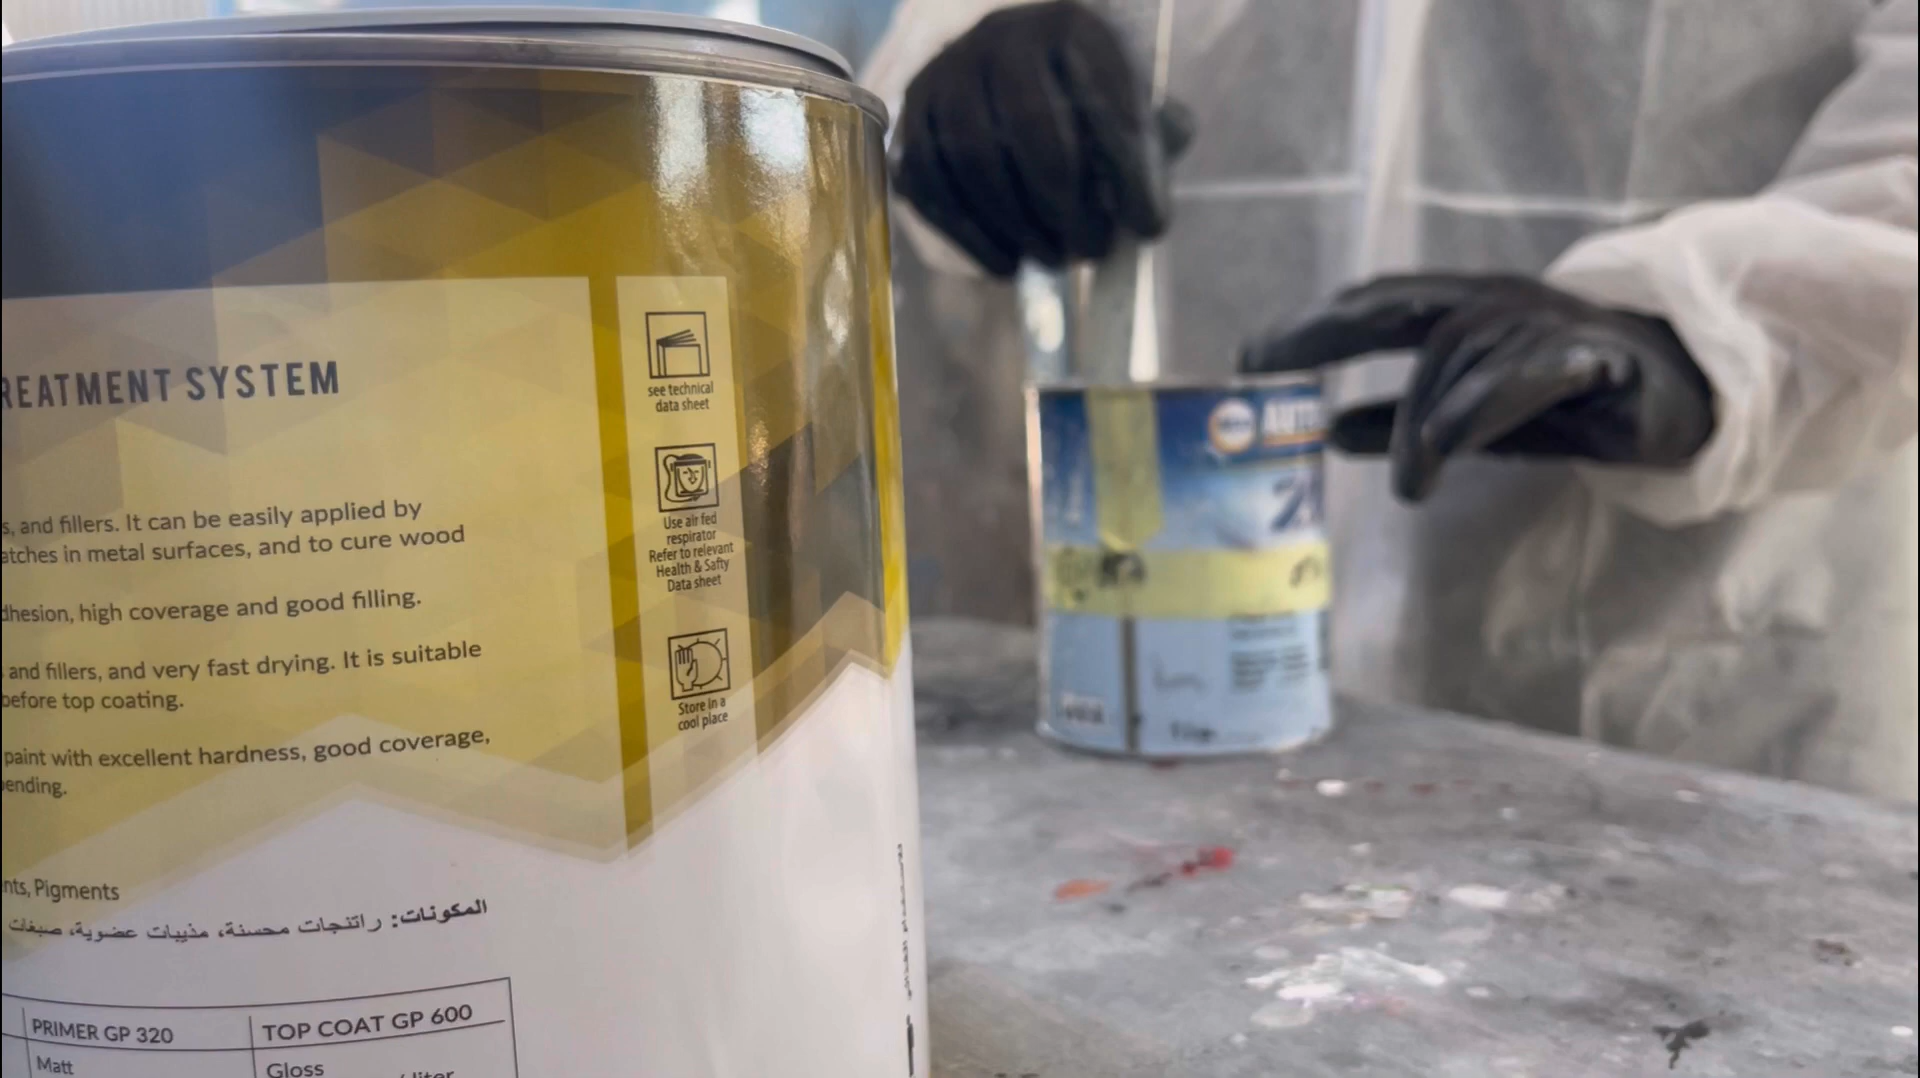 REATMENT SYSTEM
s, and fillers. It can be easily applied by
atches in metal surfaces, and to cure wood
dhesion, high coverage and good filling.
and fillers, and very fast drying. It is suitable
before top coating.
paint with excellent hardness, good coverage,
ending.
nts, Pigments
المكونات: راتنجات محسنة، مذيبات عضوية، صبغات
PRIMER GP 320 TOP COAT GP 600
Matt Gloss
liter
see technical
data sheet
Use air fed
respirator
Refer to relevant
Health & Safty
Data sheet
Store in a
cool place
AUTO